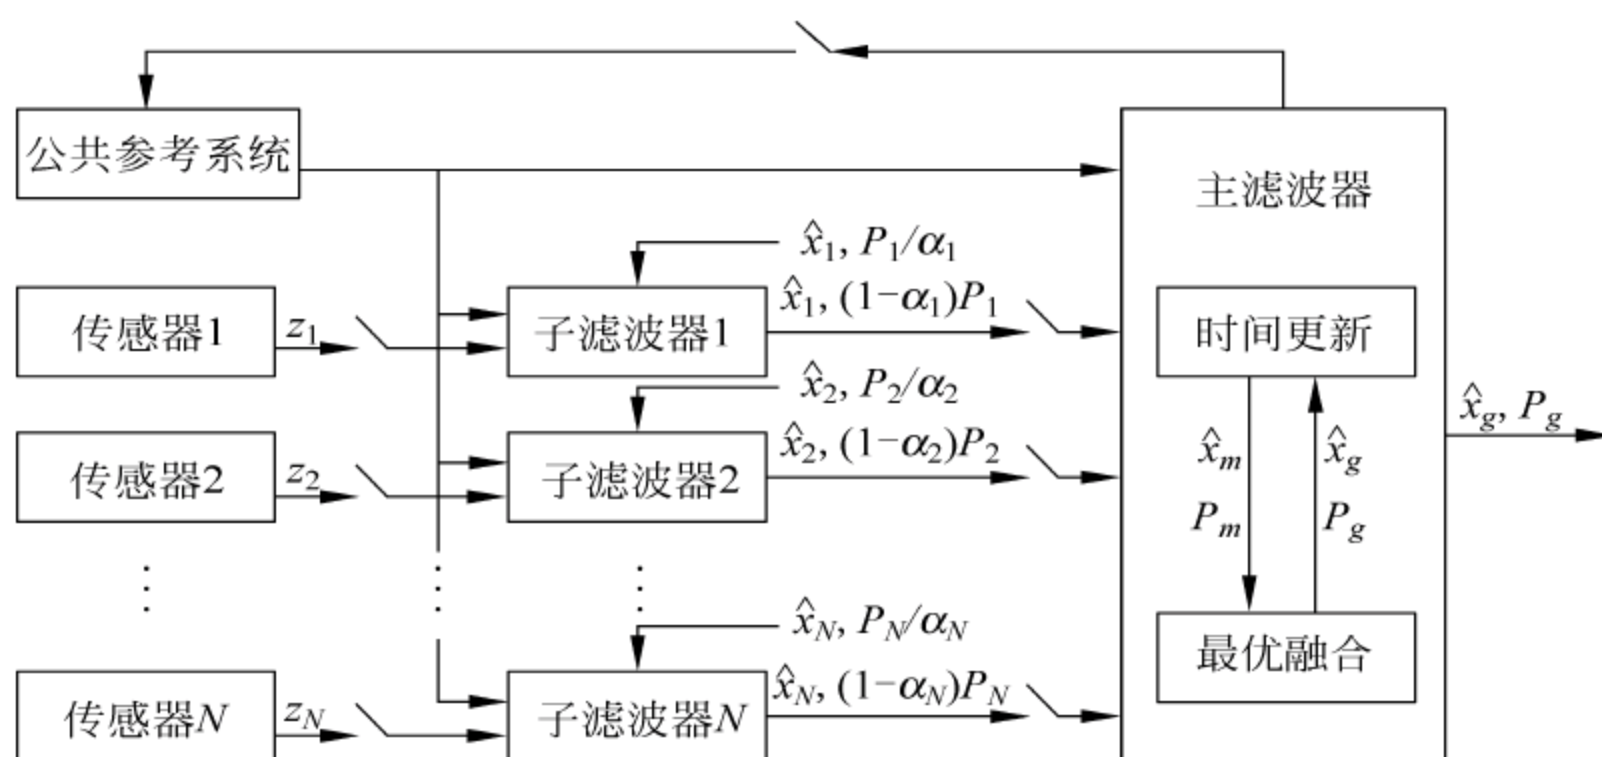 公共参考系统
主滤波器
x̂₁, P₁/α₁
传感器1
z₁
子滤波器1
x̂₁, (1−α₁)P₁
时间更新
x̂₂, P₂/α₂
传感器2
z₂
子滤波器2
x̂₂, (1−α₂)P₂
x̂ₘ
Pₘ
x̂g
Pg
x̂g, Pg
⋮ ⋮ ⋮
x̂N, PN/αN
传感器N
zN
子滤波器N
x̂N, (1−αN)PN
最优融合